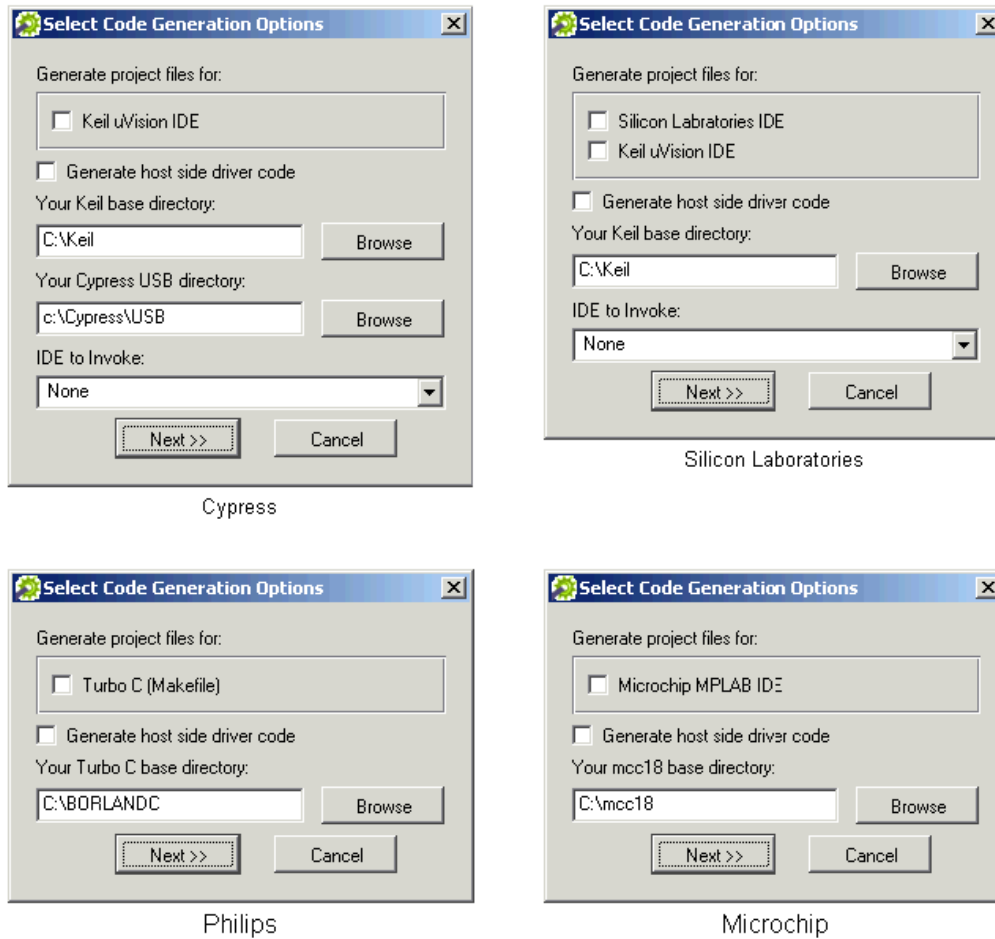 Select Code Generation Options
Generate project files for:
Keil uVision IDE
Generate host side driver code
Your Keil base directory:
C:\Keil
Browse
Your Cypress USB directory:
c:\Cypress\USB
Browse
IDE to Invoke:
None
Next >>
Cancel
Cypress
Select Code Generation Options
Generate project files for:
Silicon Labratories IDE
Keil uVision IDE
Generate host side driver code
Your Keil base directory:
C:\Keil
Browse
IDE to Invoke:
None
Next >>
Cancel
Silicon Laboratories
Select Code Generation Options
Generate project files for:
Turbo C (Makefile)
Generate host side driver code
Your Turbo C base directory:
C:\BORLANDC
Browse
Next >>
Cancel
Philips
Select Code Generation Options
Generate project files for:
Microchip MPLAB IDE
Generate host side driver code
Your mcc18 base directory:
C:\mcc18
Browse
Next >>
Cancel
Microchip